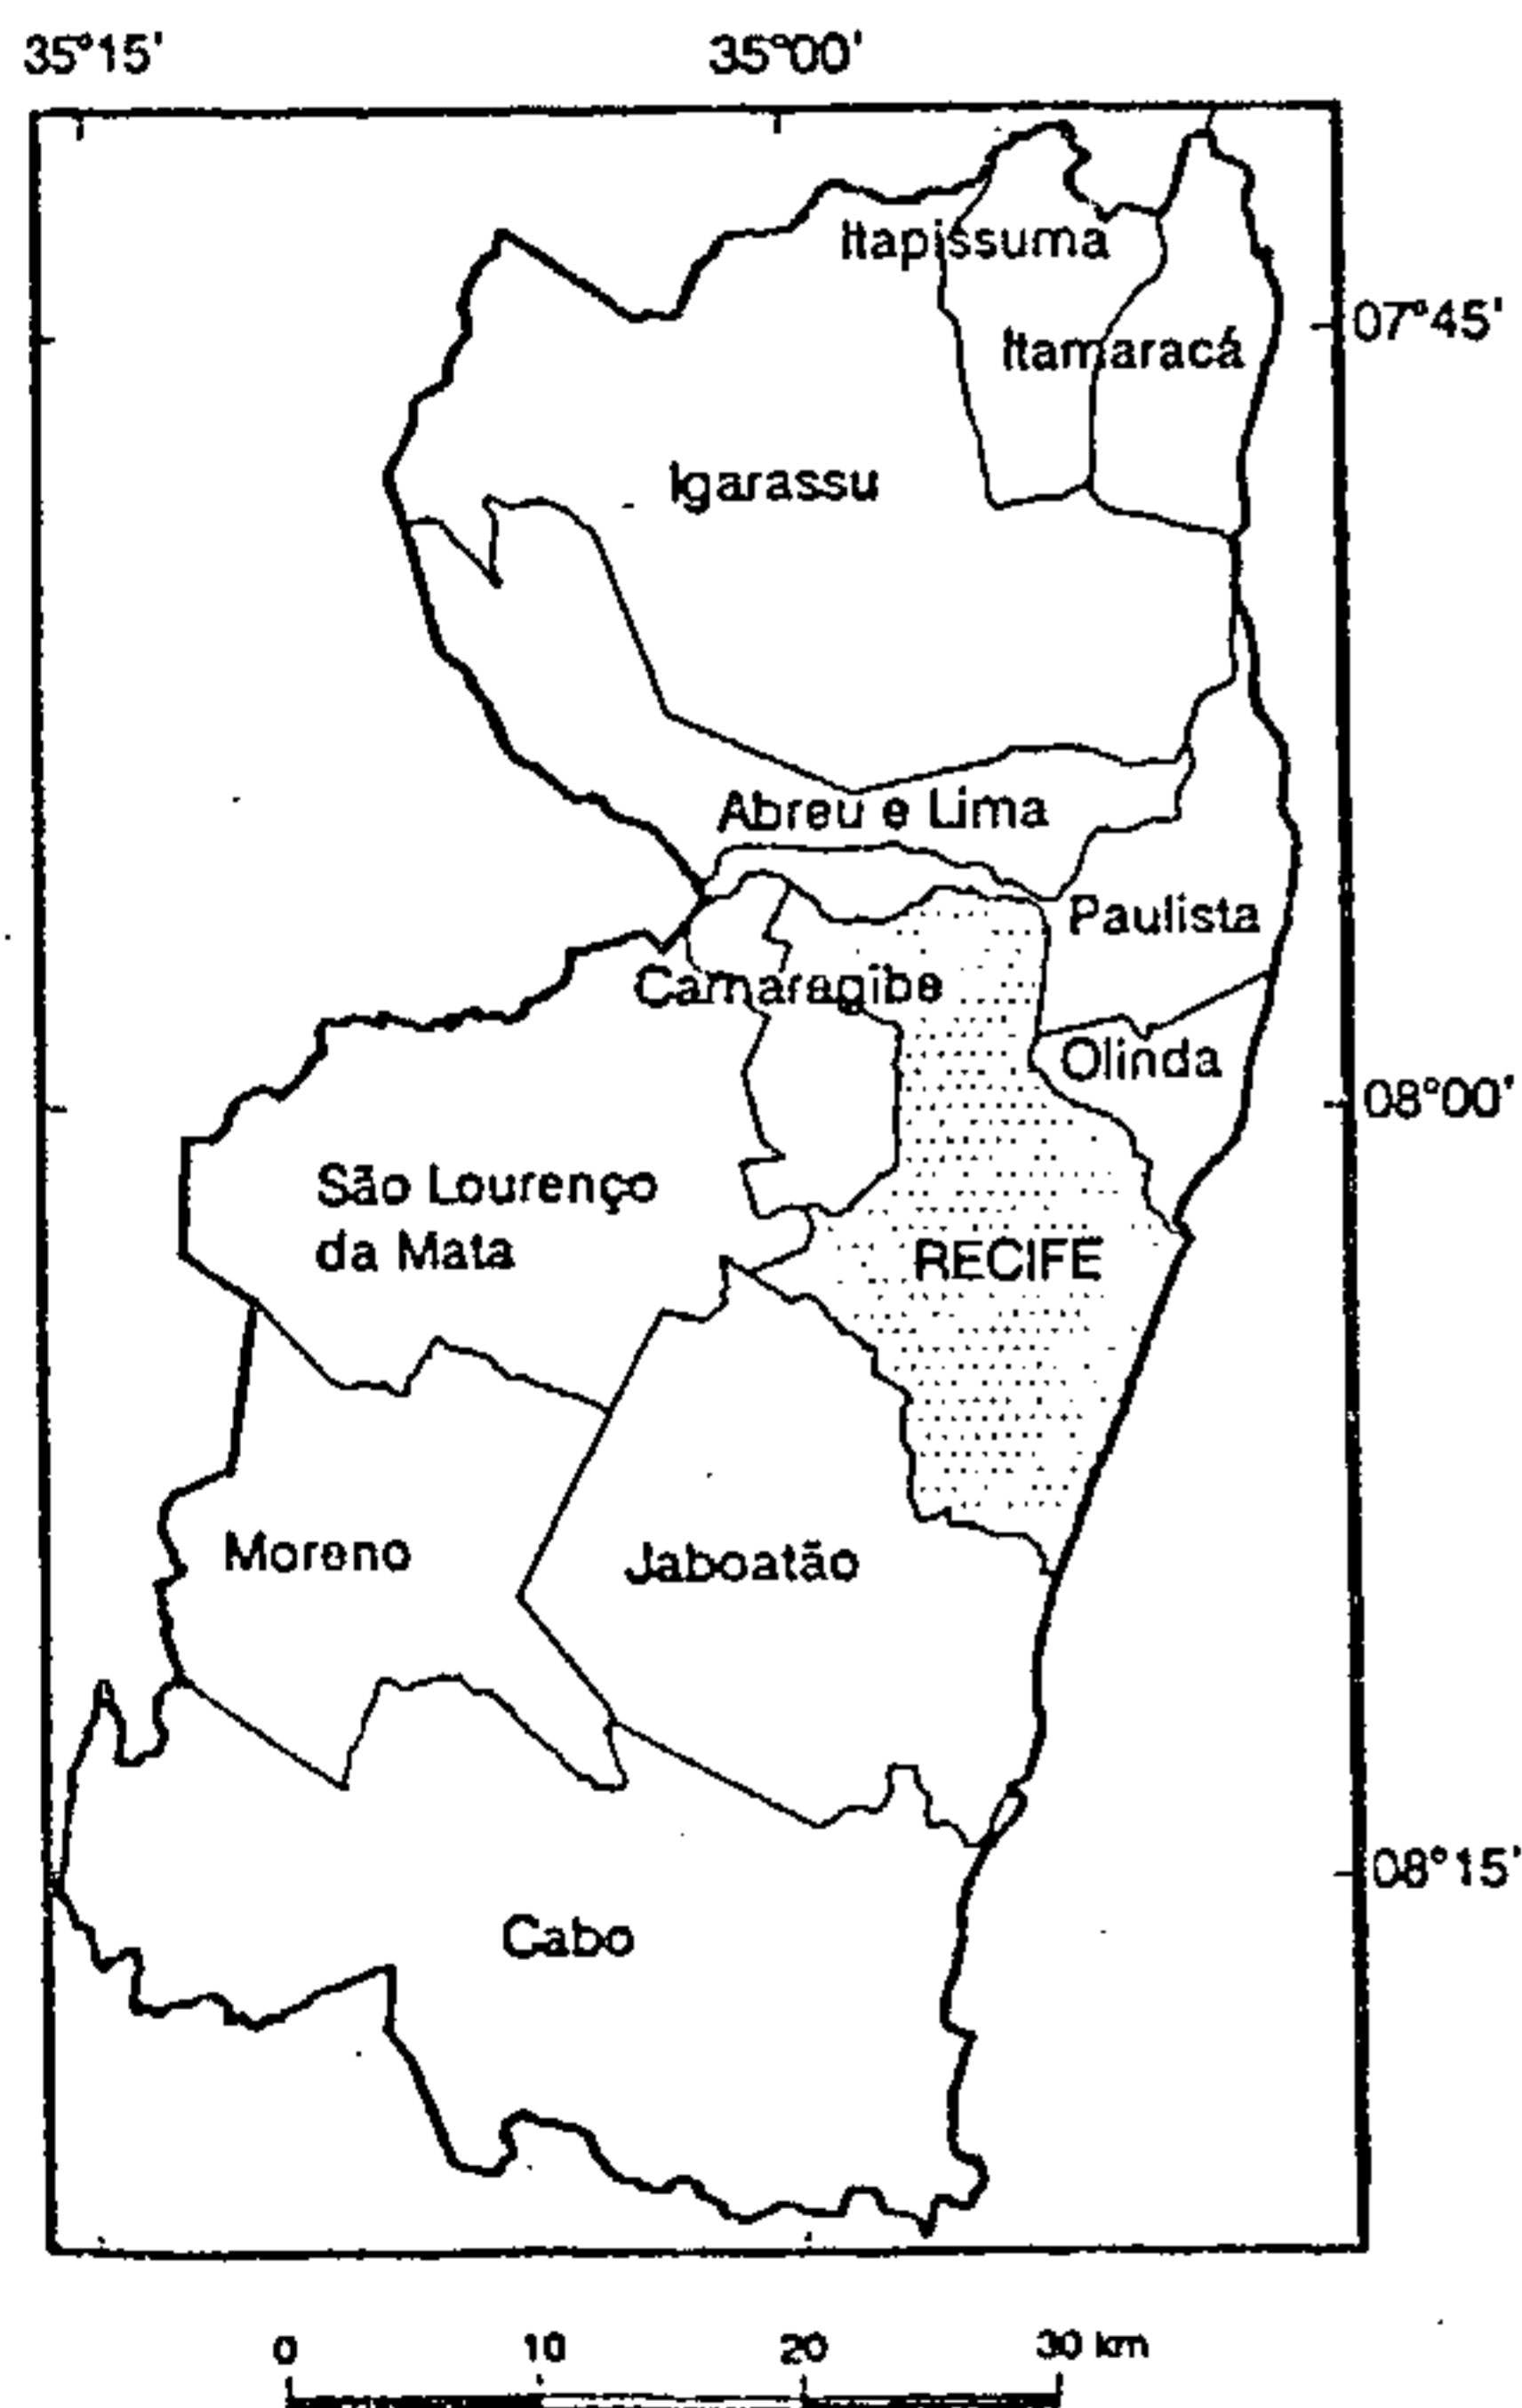 35°15' 35°00'
Itapissuma
07°45'
Itamaracá
Igarassu
Abreu e Lima
Paulista
Camaragibe
Olinda
08°00'
São Lourenço
da Mata
RECIFE
Moreno
Jaboatão
08°15'
Cabo
0 10 20 30 km